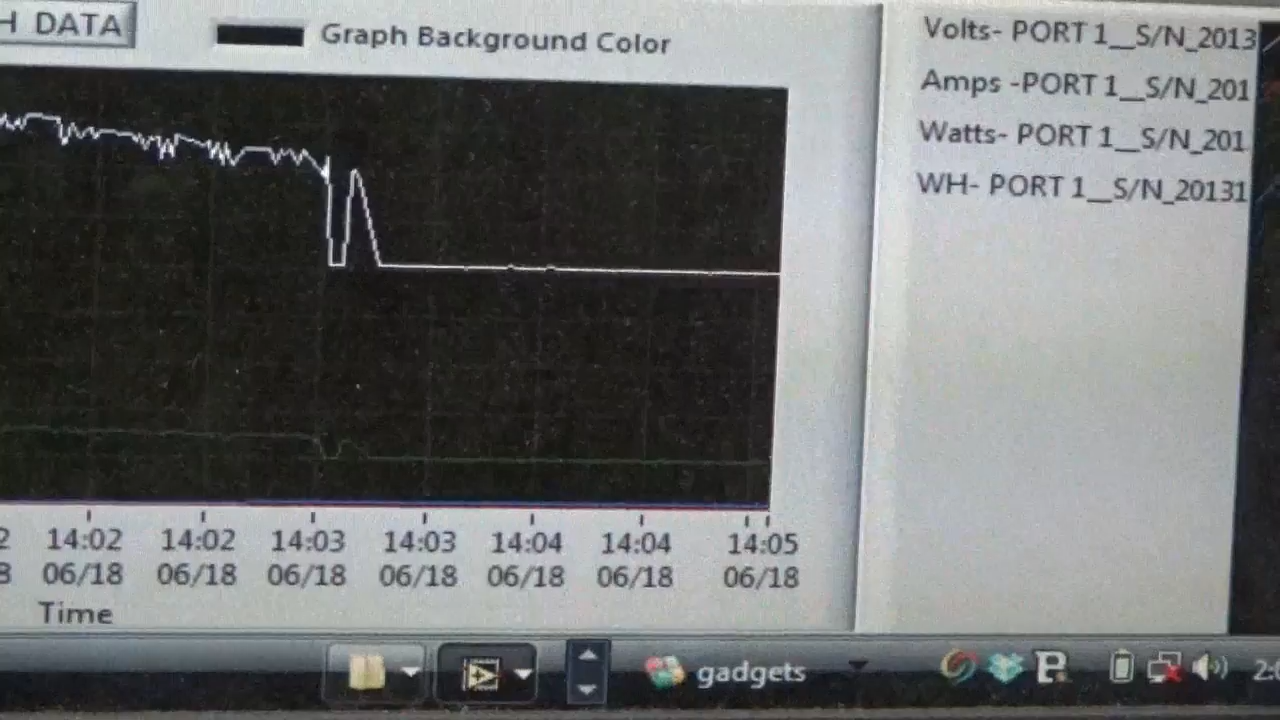 H DATA
Graph Background Color
Volts- PORT 1__S/N_2013
Amps -PORT 1__S/N_201
Watts- PORT 1__S/N_201
WH- PORT 1__S/N_20131
2 14:02 14:02 14:03 14:03 14:04 14:04 14:05
8 06/18 06/18 06/18 06/18 06/18 06/18 06/18
Time
gadgets